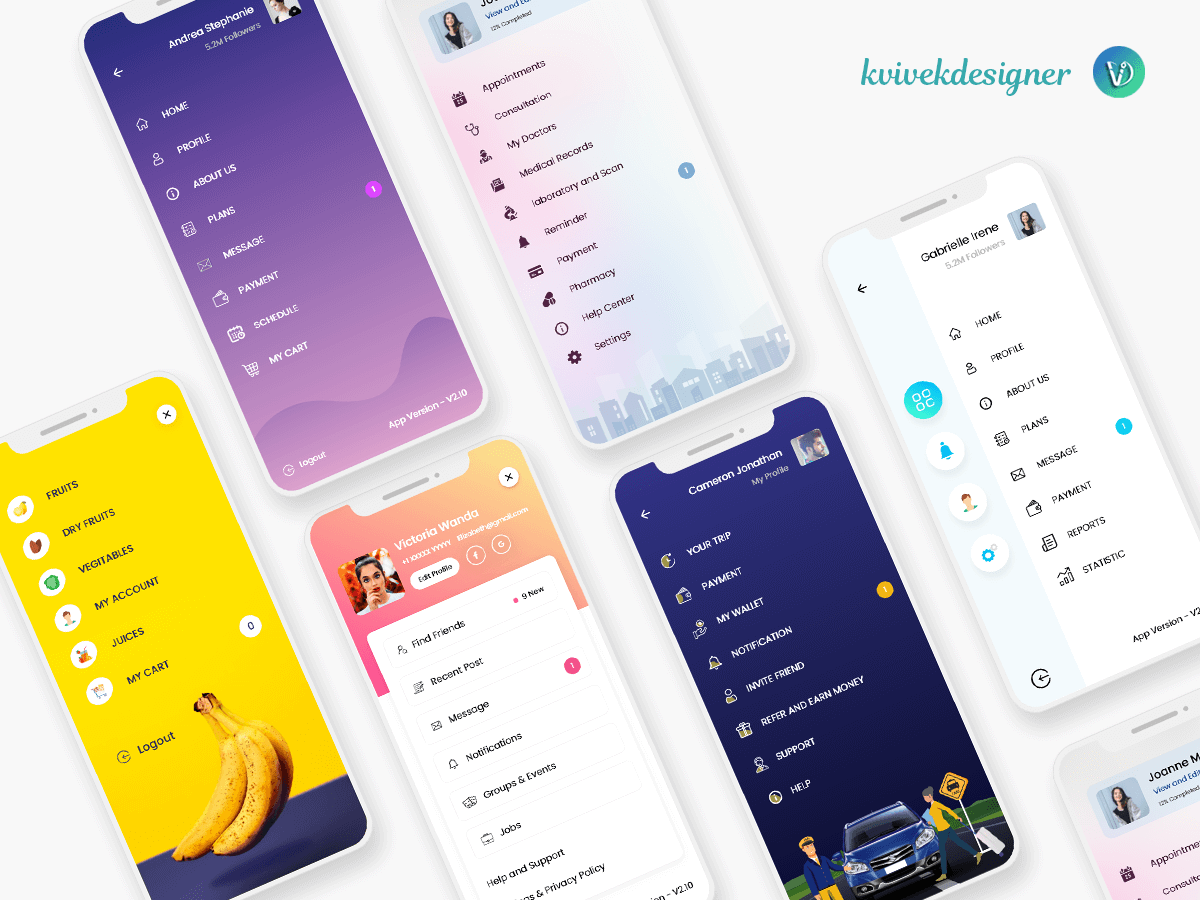 Andrea Stephanie
5.2M Followers
HOME
PROFILE
ABOUT US
PLANS
1
MESSAGE
PAYMENT
SCHEDULE
MY CART
App Version - V2.10
Logout
View and Edi
12% Completed
Appointments
Consultation
My Doctors
Medical Records
laboratory and Scan
1
Reminder
Payment
Pharmacy
Help Center
Settings
kvivekdesigner
Gabrielle Irene
5.2M Followers
HOME
PROFILE
ABOUT US
PLANS
1
MESSAGE
PAYMENT
REPORTS
STATISTIC
App Version - V2
FRUITS
DRY FRUITS
VEGITABLES
MY ACCOUNT
JUICES
0
MY CART
Logout
Victoria Wanda
+1 XXXXX YYYYY
Elizabeth@gmail.com
Edit Profile
f
G
9 New
Find Friends
Recent Post
1
Message
Notifications
Groups & Events
Jobs
Help and Support
& Privacy Policy
- V2.10
Cameron Jonathan
My Profile
YOUR TRIP
PAYMENT
MY WALLET
1
NOTIFICATION
INVITE FRIEND
REFER AND EARN MONEY
SUPPORT
HELP
Joanne M
View and Edi
12% Completed
Appointm
Consulta